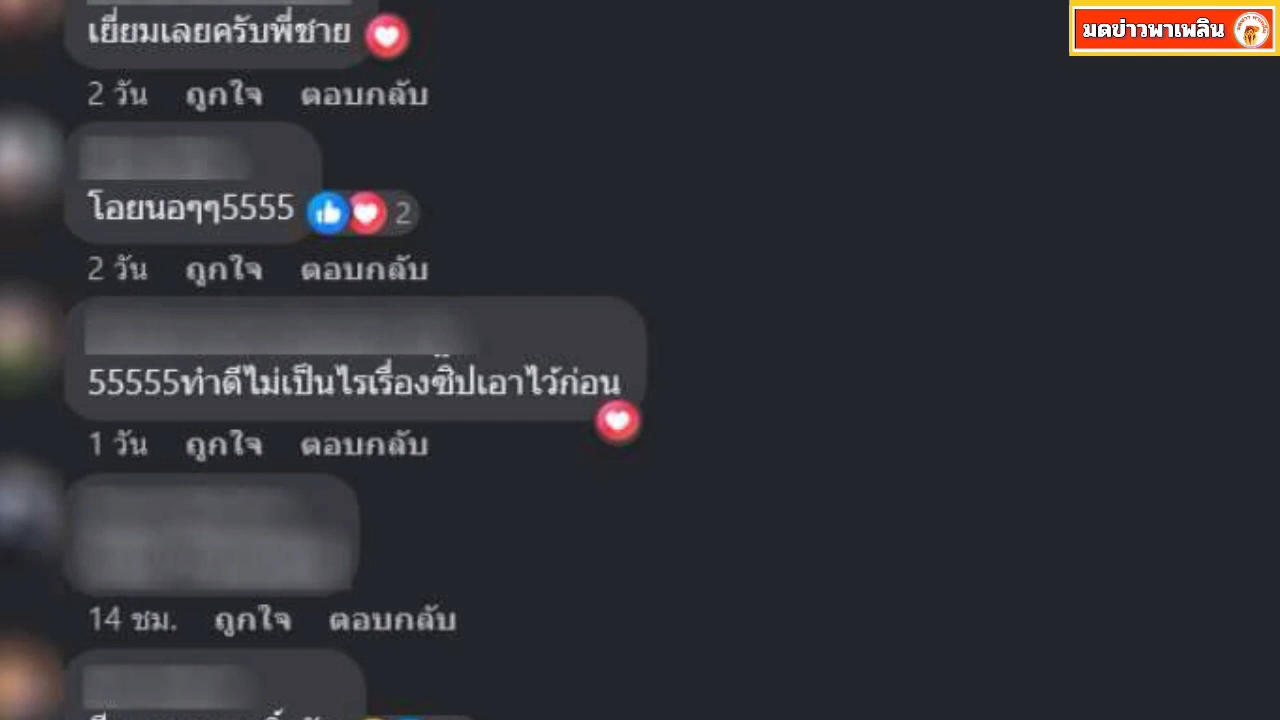 มดข่าวพาเพลิน
เยี่ยมเลยครับพี่ชาย
2 วัน ถูกใจ ตอบกลับ
โอยนอๆๆ5555
2
2 วัน ถูกใจ ตอบกลับ
55555ทำดีไม่เป็นไรเรื่องซิ๊ปเอาไว้ก่อน
1 วัน ถูกใจ ตอบกลับ
14 ชม. ถูกใจ ตอบกลับ